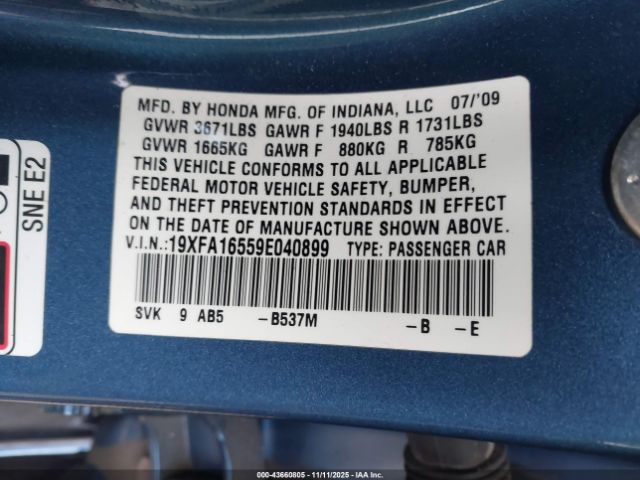 MFD. BY HONDA MFG. OF INDIANA, LLC 07/'09
GVWR 3671LBS GAWR F 1940LBS R 1731LBS
GVWR 1665KG GAWR F 880KG R 785KG
THIS VEHICLE CONFORMS TO ALL APPLICABLE
FEDERAL MOTOR VEHICLE SAFETY, BUMPER,
AND THEFT PREVENTION STANDARDS IN EFFECT
ON THE DATE OF MANUFACTURE SHOWN ABOVE.
V.I.N.:19XFA16559E040899 TYPE: PASSENGER CAR
SVK 9 AB5 -B537M -B -E
SNE E2
000-43660805 - 11/11/2025 - IAA Inc.